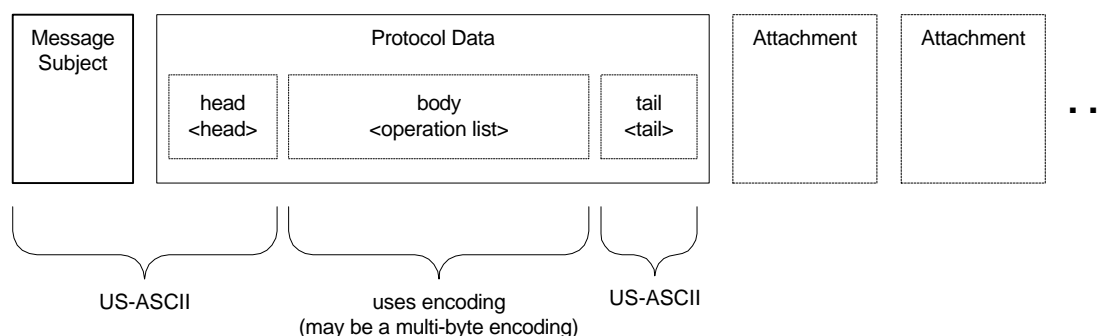 Message
Subject
Protocol Data
Attachment
Attachment
head
<head>
body
<operation list>
tail
<tail>
. .
US-ASCII
uses encoding
(may be a multi-byte encoding)
US-ASCII